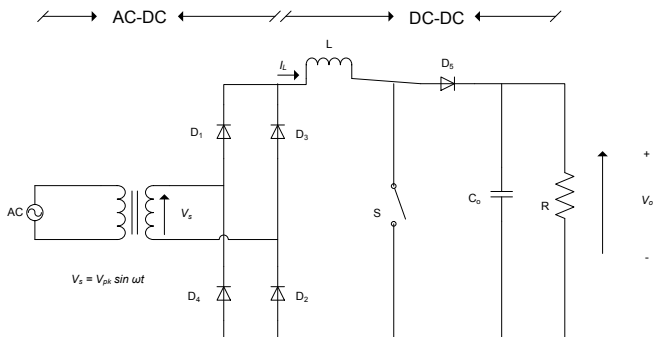 AC-DC
DC-DC
L
I_L
D₅
D₁
D₃
AC
V_s
S
C_o
R
+
V_o
-
V_s = V_pk sin ωt
D₄
D₂